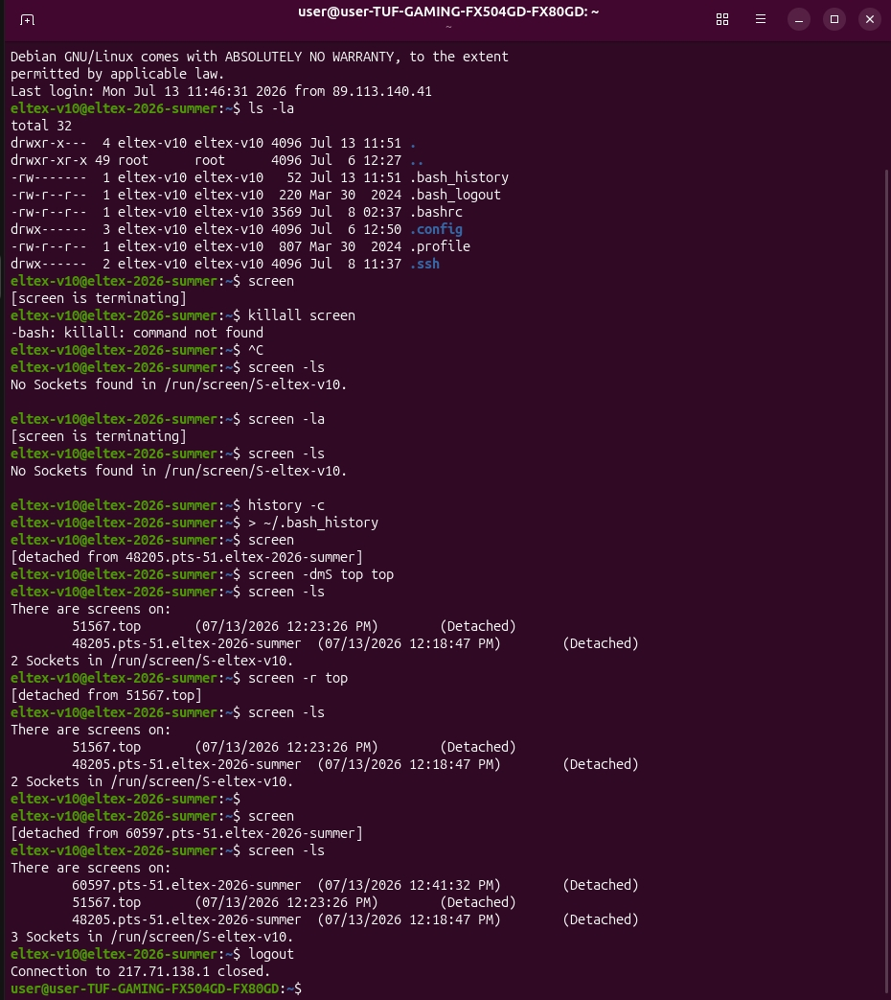 user@user-TUF-GAMING-FX504GD-FX80GD: ~
~
Debian GNU/Linux comes with ABSOLUTELY NO WARRANTY, to the extent
permitted by applicable law.
Last login: Mon Jul 13 11:46:31 2026 from 89.113.140.41
eltex-v10@eltex-2026-summer:~$ ls -la
total 32
drwxr-x---  4 eltex-v10 eltex-v10 4096 Jul 13 11:51 .
drwxr-xr-x 49 root      root      4096 Jul  6 12:27 ..
-rw-------  1 eltex-v10 eltex-v10   52 Jul 13 11:51 .bash_history
-rw-r--r--  1 eltex-v10 eltex-v10  220 Mar 30  2024 .bash_logout
-rw-r--r--  1 eltex-v10 eltex-v10 3569 Jul  8 02:37 .bashrc
drwx------  3 eltex-v10 eltex-v10 4096 Jul  6 12:50 .config
-rw-r--r--  1 eltex-v10 eltex-v10  807 Mar 30  2024 .profile
drwx------  2 eltex-v10 eltex-v10 4096 Jul  8 11:37 .ssh
eltex-v10@eltex-2026-summer:~$ screen
[screen is terminating]
eltex-v10@eltex-2026-summer:~$ killall screen
-bash: killall: command not found
eltex-v10@eltex-2026-summer:~$ ^C
eltex-v10@eltex-2026-summer:~$ screen -ls
No Sockets found in /run/screen/S-eltex-v10.

eltex-v10@eltex-2026-summer:~$ screen -la
[screen is terminating]
eltex-v10@eltex-2026-summer:~$ screen -ls
No Sockets found in /run/screen/S-eltex-v10.

eltex-v10@eltex-2026-summer:~$ history -c
eltex-v10@eltex-2026-summer:~$ > ~/.bash_history
eltex-v10@eltex-2026-summer:~$ screen
[detached from 48205.pts-51.eltex-2026-summer]
eltex-v10@eltex-2026-summer:~$ screen -dmS top top
eltex-v10@eltex-2026-summer:~$ screen -ls
There are screens on:
        51567.top       (07/13/2026 12:23:26 PM)        (Detached)
        48205.pts-51.eltex-2026-summer  (07/13/2026 12:18:47 PM)        (Detached)
2 Sockets in /run/screen/S-eltex-v10.
eltex-v10@eltex-2026-summer:~$ screen -r top
[detached from 51567.top]
eltex-v10@eltex-2026-summer:~$ screen -ls
There are screens on:
        51567.top       (07/13/2026 12:23:26 PM)        (Detached)
        48205.pts-51.eltex-2026-summer  (07/13/2026 12:18:47 PM)        (Detached)
2 Sockets in /run/screen/S-eltex-v10.
eltex-v10@eltex-2026-summer:~$
eltex-v10@eltex-2026-summer:~$ screen
[detached from 60597.pts-51.eltex-2026-summer]
eltex-v10@eltex-2026-summer:~$ screen -ls
There are screens on:
        60597.pts-51.eltex-2026-summer  (07/13/2026 12:41:32 PM)        (Detached)
        51567.top       (07/13/2026 12:23:26 PM)        (Detached)
        48205.pts-51.eltex-2026-summer  (07/13/2026 12:18:47 PM)        (Detached)
3 Sockets in /run/screen/S-eltex-v10.
eltex-v10@eltex-2026-summer:~$ logout
Connection to 217.71.138.1 closed.
user@user-TUF-GAMING-FX504GD-FX80GD:~$